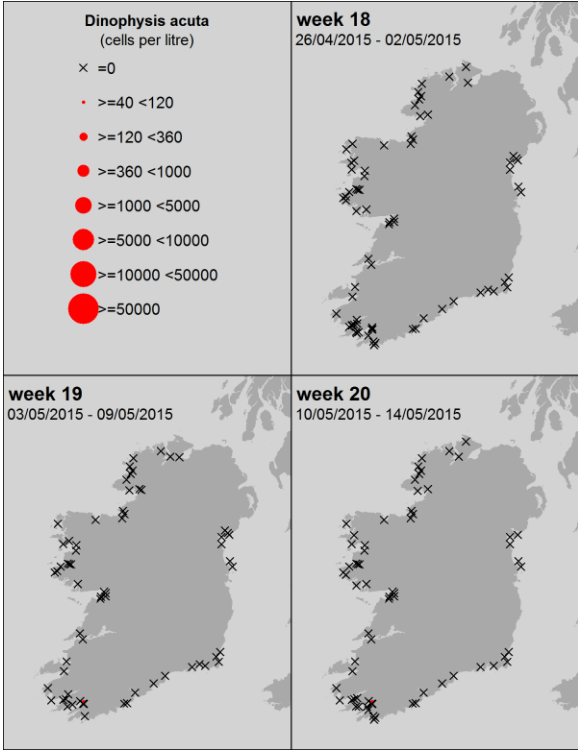 Dinophysis acuta
(cells per litre)
=0
>=40 <120
>=120 <360
>=360 <1000
>=1000 <5000
>=5000 <10000
>=10000 <50000
>=50000
week 18
26/04/2015 - 02/05/2015
week 19
03/05/2015 - 09/05/2015
week 20
10/05/2015 - 14/05/2015